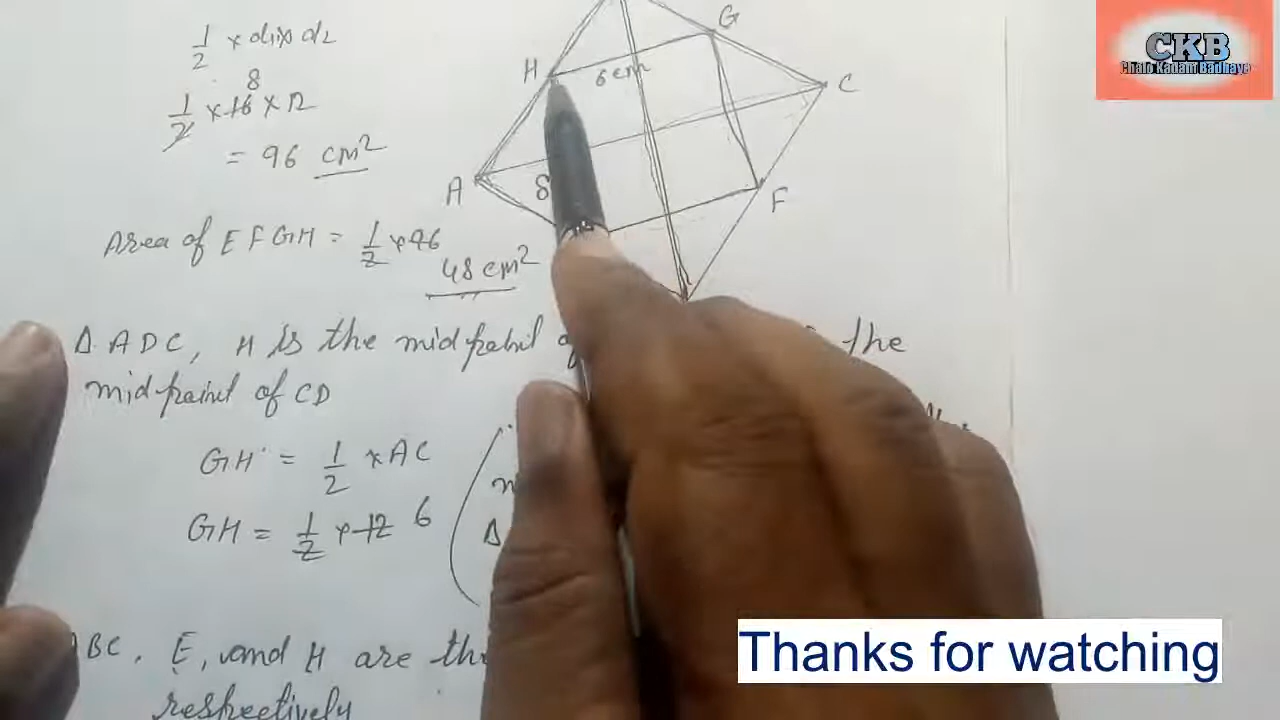 1/2 × d1 × d2
8
1/2 × 16 × 12
= 96 cm²
Area of EFGH = 1/2 × 96
48 cm²
H
G
6 cm
C
A
8
F
Δ ADC, H is the midpoint the
midpoint of CD
GH = 1/2 × AC
GH = 1/2 × 12 6
Δ
BC. E, and H are
respectively
CKB
Chalo Kadam Badhaye
Thanks for watching